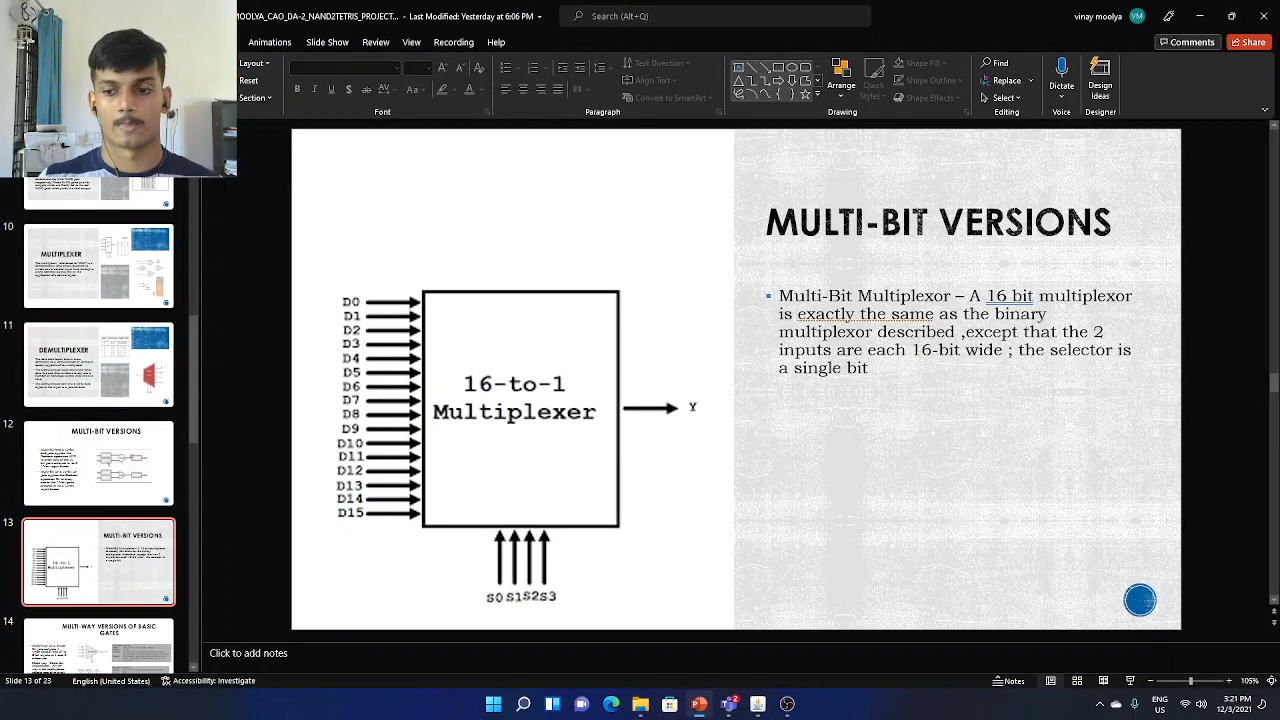 MOOLYA_CAO_DA-2_NAND2TETRIS_PROJECT... - Last Modified: Yesterday at 6:06 PM
Search (Alt+Q)
vinay moolya VM
Animations Slide Show Review View Recording Help
Comments Share
Layout
Reset
Section
Text Direction
Align Text
Convert to SmartArt
Arrange
Quick Styles
Shape Fill
Shape Outline
Shape Effects
Find
Replace
Select
Dictate
Design Ideas
Font Paragraph Drawing Editing Voice Designer
10
MULTIPLEXER
11
DEMULTIPLEXER
12
MULTI-BIT VERSIONS
13
MULTI-BIT VERSIONS
16-to-1
Multiplexer
14
MULTI-WAY VERSIONS OF BASIC
GATES
D0
D1
D2
D3
D4
D5
D6
D7
D8
D9
D10
D11
D12
D13
D14
D15
16-to-1
Multiplexer
Y
S0 S1 S2 S3
MULTI-BIT VERSIONS
Multi-Bit Multiplexor – A 16 bit multiplexor
is exactly the same as the binary
multiplexor described ,except that the 2
inputs are each 16-bit wide ; the selector is
a single bit
Click to add notes
Slide 13 of 23 English (United States) Accessibility: Investigate
Notes
105%
ENG
US
3:21 PM
12/3/2021